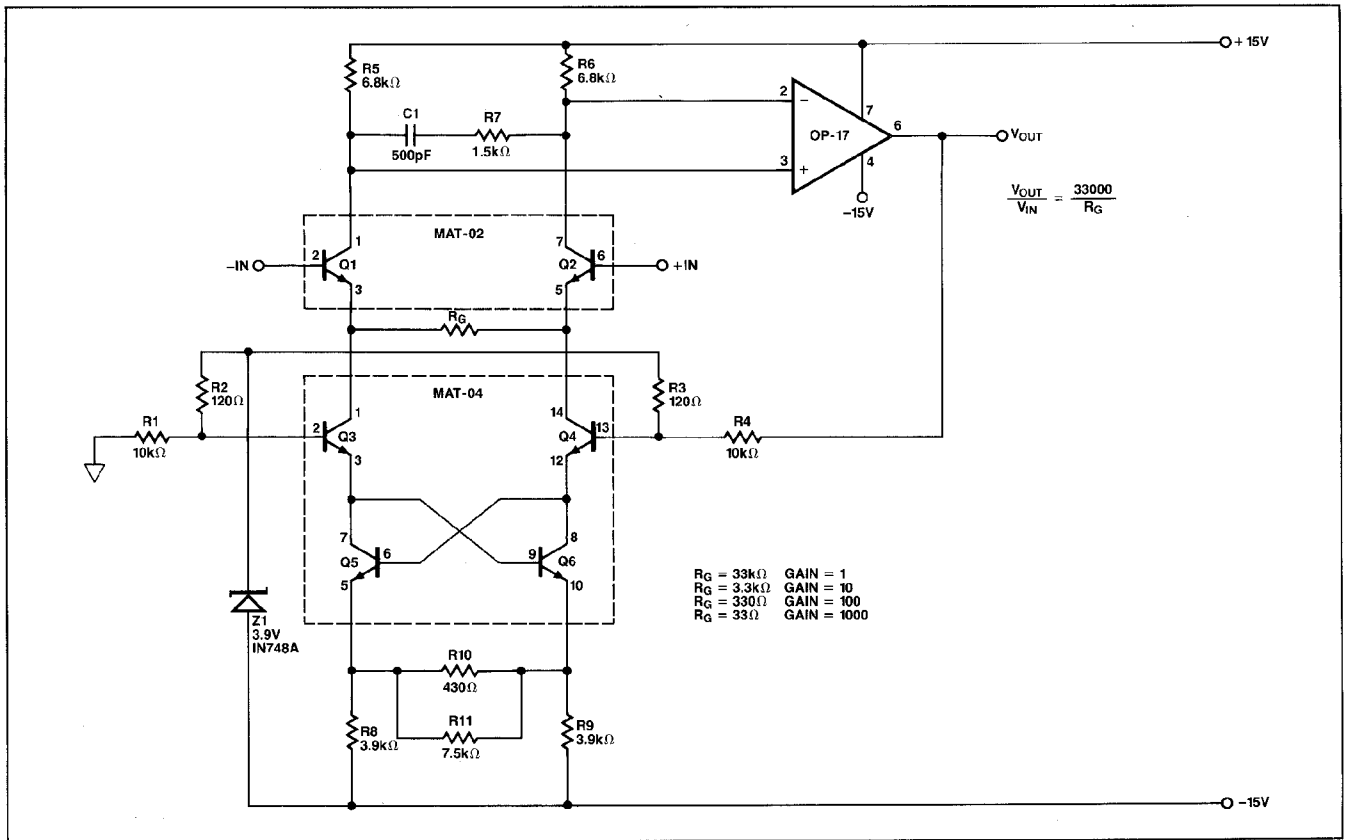 +15V
R5
6.8kΩ
R6
6.8kΩ
C1
500pF
R7
1.5kΩ
2
−
7
OP-17
6
VOUT
3
+
4
−15V
VOUT
VIN
=
33000
RG
MAT-02
1
7
−IN
2
Q1
Q2
6
+IN
3
5
RG
MAT-04
R2
120Ω
R3
120Ω
R1
10kΩ
1
14
2
Q3
Q4
13
R4
10kΩ
3
12
7
8
Q5
6
9
Q6
5
10
RG = 33kΩ GAIN = 1
RG = 3.3kΩ GAIN = 10
RG = 330Ω GAIN = 100
RG = 33Ω GAIN = 1000
Z1
3.9V
IN748A
R10
430Ω
R11
7.5kΩ
R8
3.9kΩ
R9
3.9kΩ
−15V